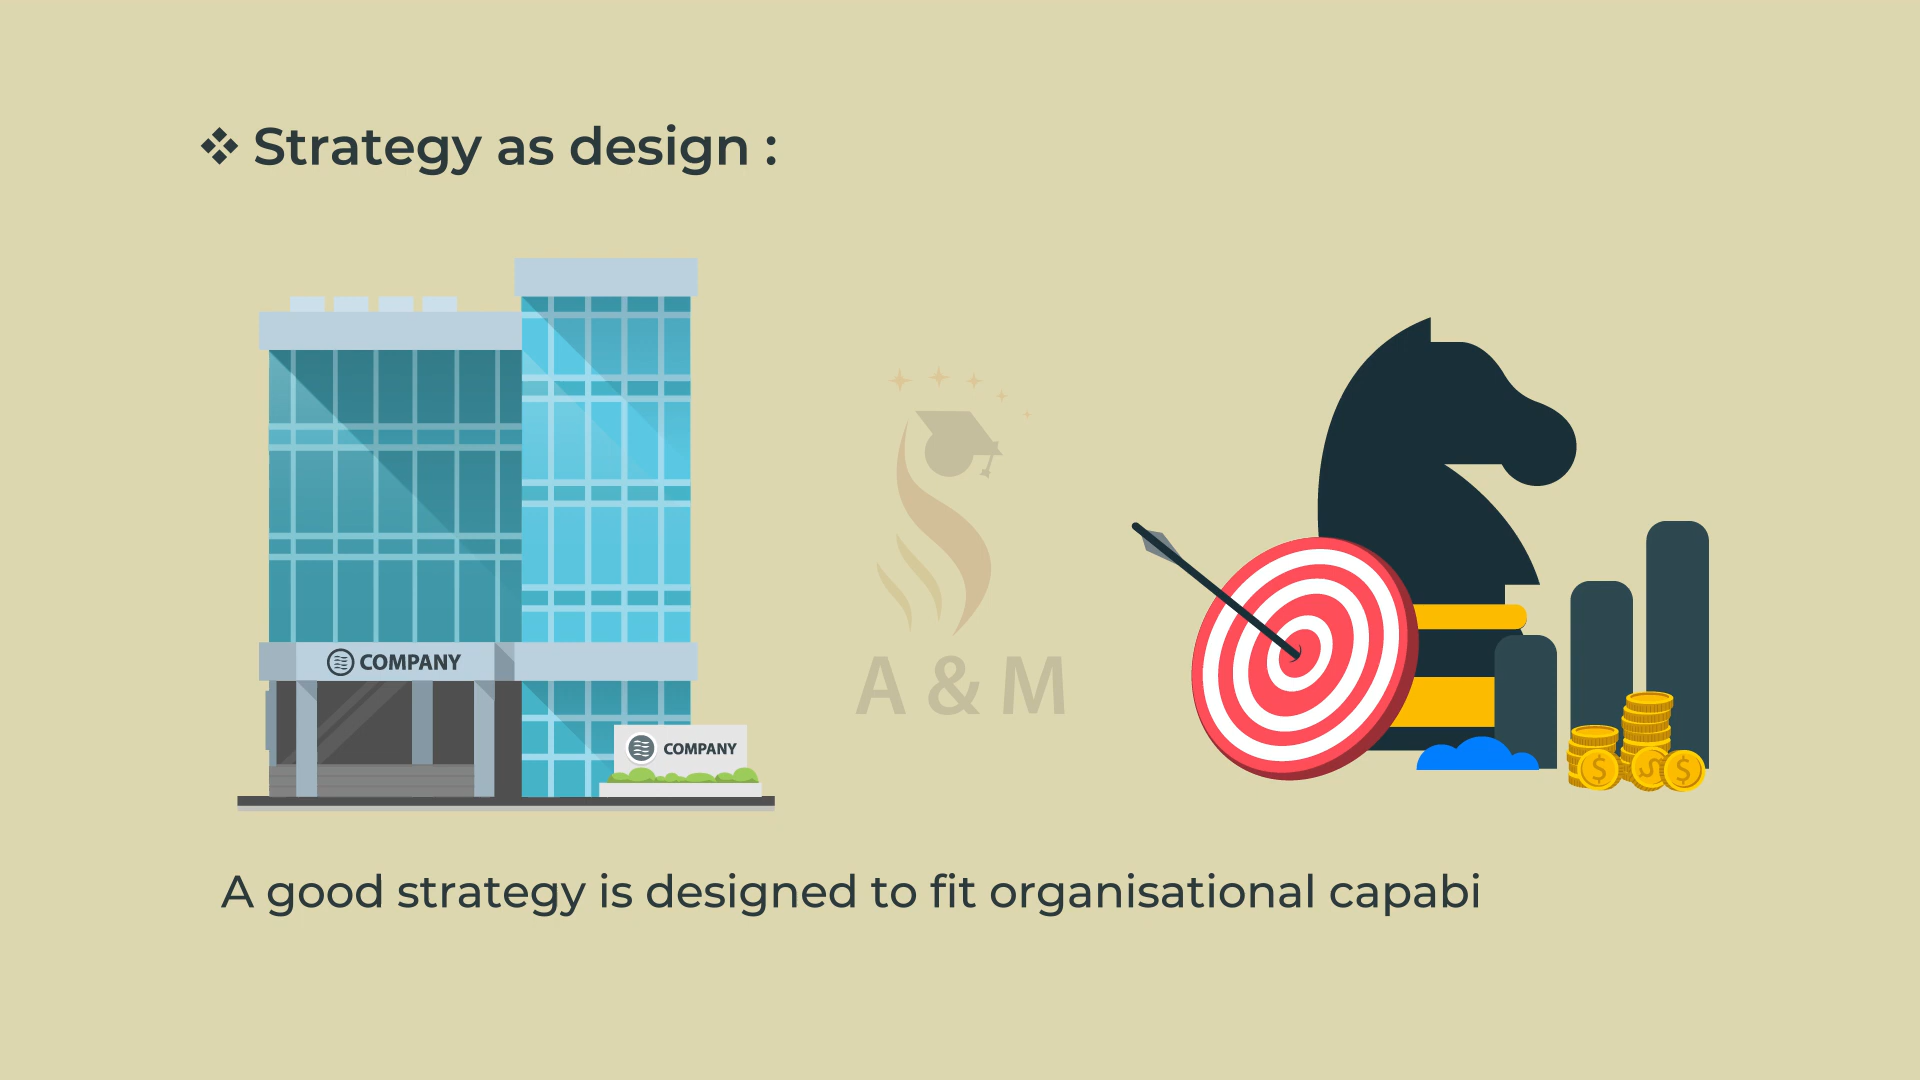 ❖ Strategy as design :
COMPANY
COMPANY
A & M
A good strategy is designed to fit organisational capabi